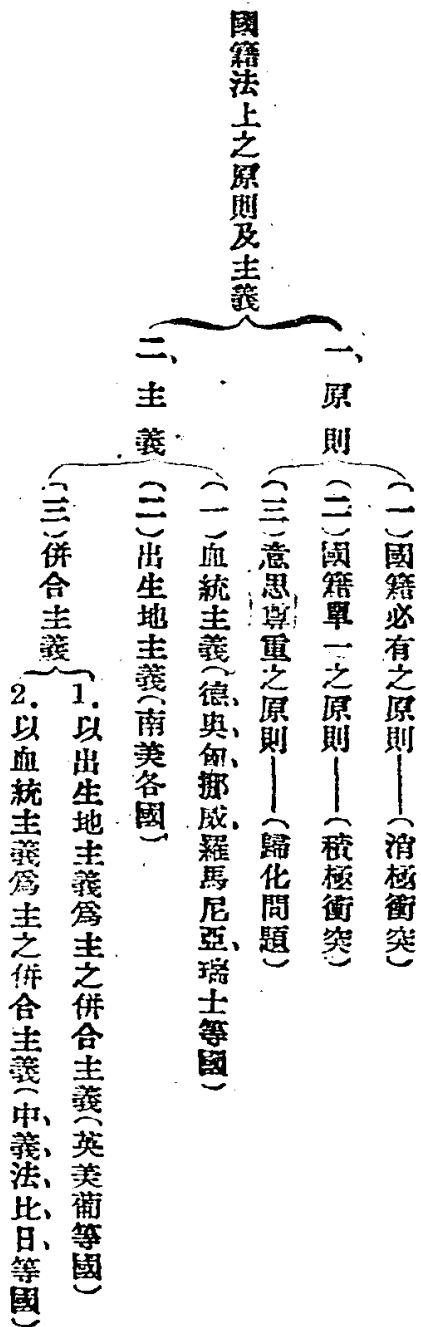 國籍法上之原則及主義
一、原則
(一)國籍必有之原則——(消極衝突)
(二)國籍單一之原則——(積極衝突)
(三)意思尊重之原則——(歸化問題)
二、主義
(一)血統主義(德、奧、匈、挪威、羅馬尼亞、瑞士等國)
(二)出生地主義(南美各國)
(三)併合主義
1.以出生地主義爲主之併合主義(英美葡等國)
2.以血統主義爲主之併合主義(中、義、法、比、日、等國)